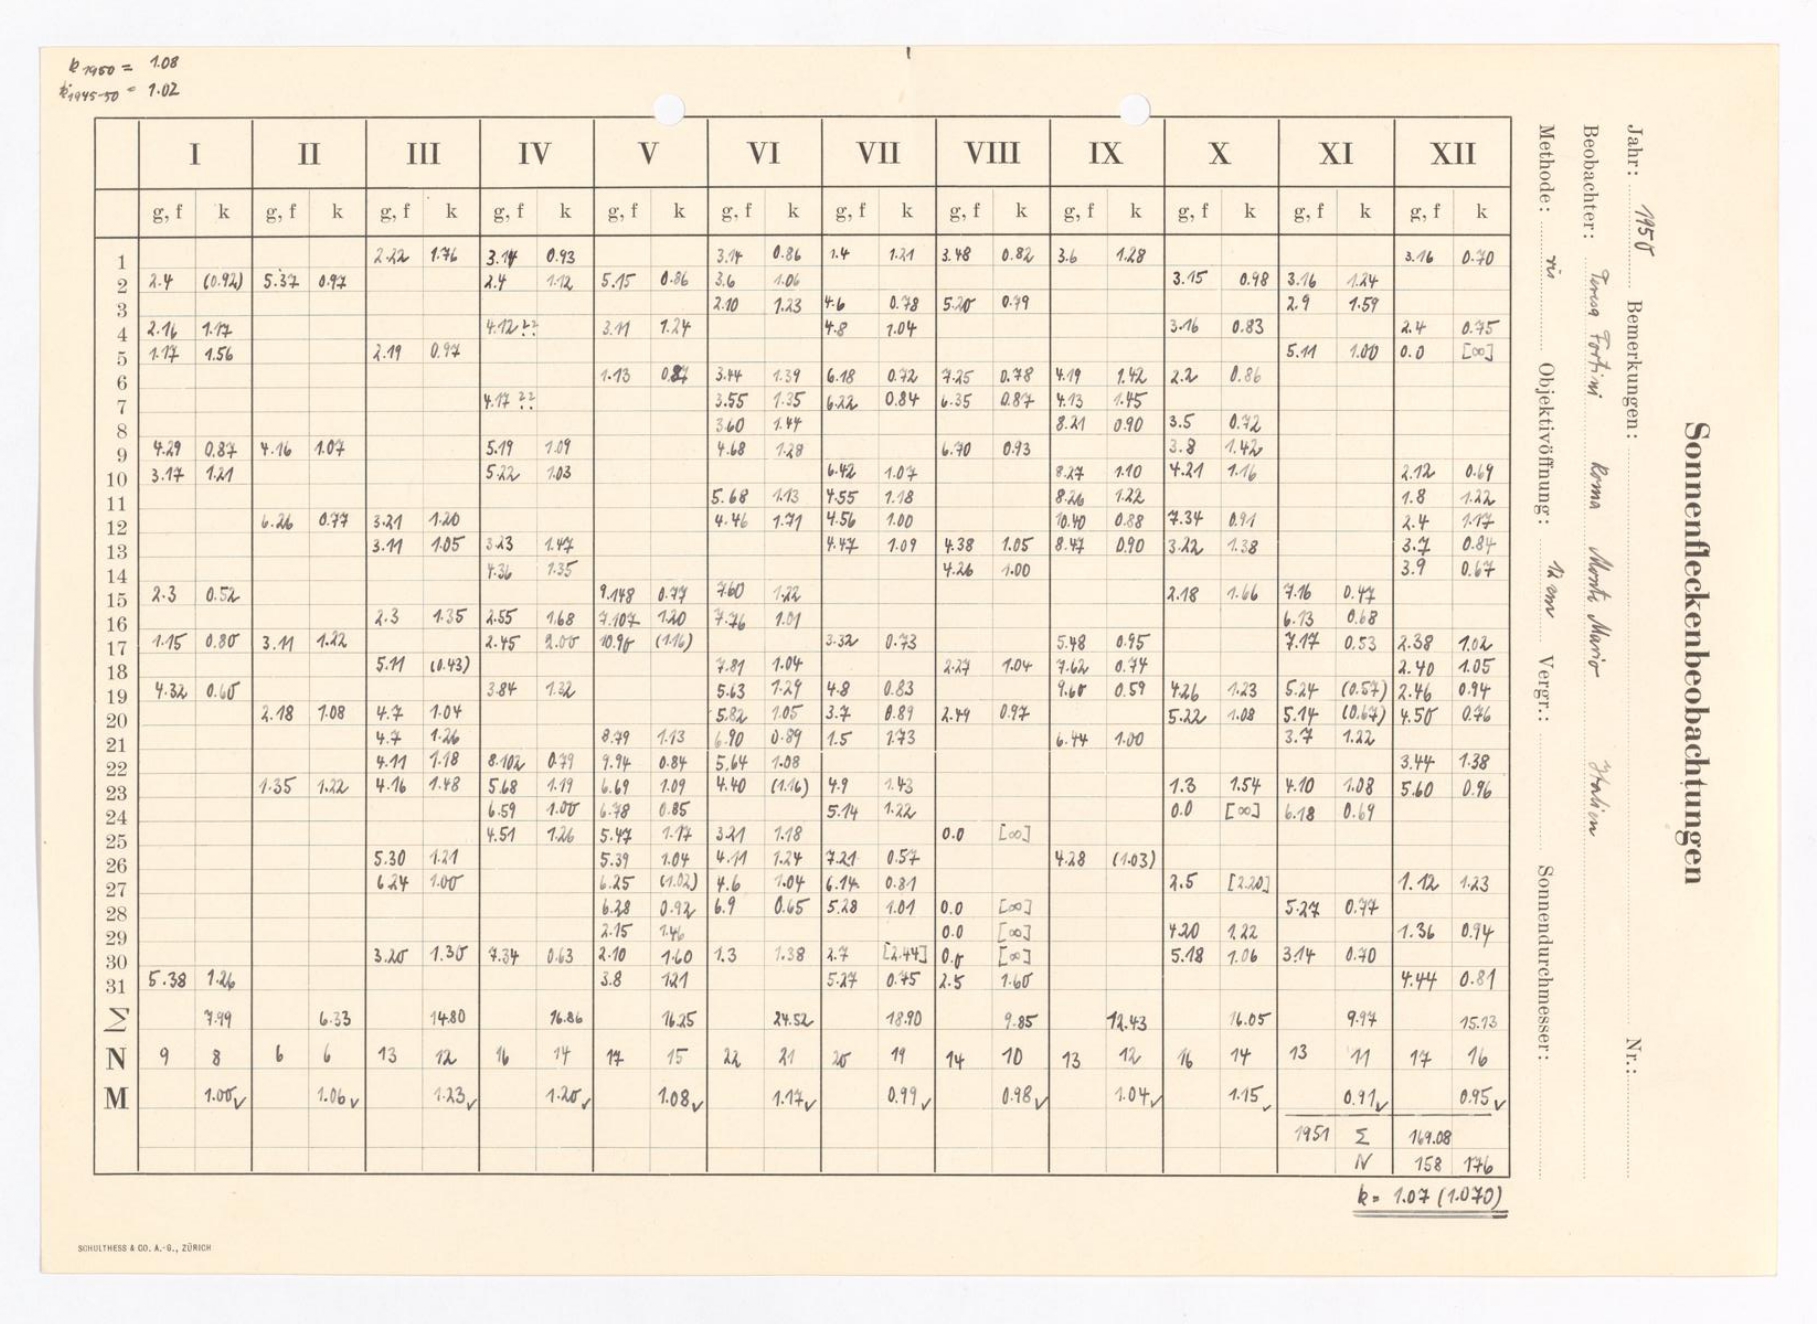 k 1950 = 1.08
k 1945-50 = 1.02
I II III IV V VI VII VIII IX X XI XII
g, f k g, f k g, f k g, f k g, f k g, f k g, f k g, f k g, f k g, f k g, f k g, f k
1 2.22 1.76 3.14 0.93 3.14 0.86 1.4 1.21 3.48 0.82 3.6 1.28 3.16 0.70
2 2.4 (0.92) 5.37 0.97 2.4 1.12 5.15 0.86 3.6 1.06 3.15 0.98 3.16 1.24
3 2.10 1.23 4.6 0.78 5.20 0.79 2.9 1.59
4 2.16 1.17 4.12 ?? 3.11 1.24 4.8 1.04 3.16 0.83 2.4 0.75
5 1.17 1.56 2.19 0.97 5.11 1.00 0.0 [∞]
6 1.13 0.87 3.44 1.39 6.18 0.72 7.25 0.78 4.19 1.42 2.2 0.86
7 4.17 ?? 3.55 1.35 6.22 0.84 6.35 0.87 4.13 1.45
8 3.60 1.44 8.21 0.90 3.5 0.72
9 4.29 0.87 4.16 1.07 5.19 1.09 4.68 1.28 6.70 0.93 3.8 1.42
10 3.17 1.21 5.22 1.03 6.42 1.07 8.27 1.10 4.21 1.16 2.12 0.69
11 5.68 1.13 4.55 1.18 8.26 1.22 1.8 1.22
12 6.26 0.77 3.21 1.20 4.46 1.71 4.56 1.00 10.40 0.88 7.34 0.91 2.4 1.17
13 3.11 1.05 3.23 1.47 4.47 1.09 4.38 1.05 8.47 0.90 3.22 1.38 3.7 0.84
14 4.36 1.35 4.26 1.00 3.9 0.67
15 2.3 0.52 9.148 0.77 7.60 1.22 2.18 1.66 7.16 0.47
16 2.3 1.35 2.55 1.68 7.107 1.20 7.76 1.01 6.13 0.68
17 1.15 0.80 3.11 1.22 2.45 2.00 10.90 (1.16) 3.32 0.73 5.48 0.95 7.17 0.53 2.38 1.02
18 5.11 (0.43) 7.81 1.04 2.27 1.04 7.62 0.74 2.40 1.05
19 4.32 0.60 3.84 1.32 5.63 1.29 4.8 0.83 9.60 0.59 4.26 1.23 5.24 (0.57) 2.46 0.94
20 2.18 1.08 4.7 1.04 5.82 1.05 3.7 0.89 2.49 0.97 5.22 1.08 5.14 (0.67) 4.50 0.76
21 4.7 1.26 8.79 1.13 6.90 0.89 1.5 1.73 6.44 1.00 3.7 1.22
22 4.11 1.18 8.102 0.79 9.94 0.84 5.64 1.08 3.44 1.38
23 1.35 1.22 4.16 1.48 5.68 1.19 6.69 1.09 4.40 (1.16) 4.9 1.43 1.3 1.54 4.10 1.08 5.60 0.96
24 6.59 1.00 6.78 0.85 5.14 1.22 0.0 [∞] 6.18 0.69
25 4.51 1.26 5.47 1.17 3.21 1.18 0.0 [∞]
26 5.30 1.21 5.39 1.04 4.11 1.24 7.21 0.57 4.28 (1.03)
27 6.24 1.00 6.25 (1.02) 4.6 1.04 6.14 0.81 2.5 [2.20] 1.12 1.23
28 6.28 0.92 6.9 0.65 5.28 1.01 0.0 [∞] 5.27 0.77
29 2.15 1.46 0.0 [∞] 4.20 1.22 1.36 0.94
30 3.20 1.30 7.34 0.63 2.10 1.60 1.3 1.38 2.7 [2.44] 0.0 [∞] 5.18 1.06 3.14 0.70
31 5.38 1.26 3.8 1.21 5.27 0.75 2.5 1.60 4.44 0.81
Σ 7.99 6.33 14.80 16.86 16.25 24.52 18.90 9.85 12.43 16.05 9.97 15.13
N 9 8 6 6 13 12 16 14 17 15 22 21 20 19 14 10 13 12 16 14 13 11 17 16
M 1.00✓ 1.06✓ 1.23✓ 1.20✓ 1.08✓ 1.17✓ 0.99✓ 0.98✓ 1.04✓ 1.15✓ 0.91✓ 0.95✓
1951 Σ 169.08
N 158 176
k = 1.07 (1.070)
SCHULTHESS & CO. A.-G., ZÜRICH
Sonnenfleckenbeobachtungen
Jahr: 1950 Bemerkungen: Nr.:
Beobachter: Teresa Fortini Roma Monte Mario Italien
Methode: vis Objektivöffnung: 12 cm Vergr.: Sonnendurchmesser: